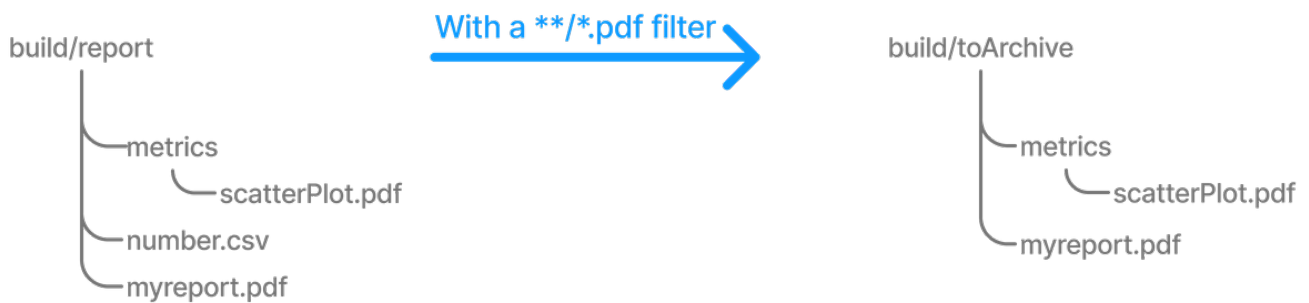 With a **/*.pdf filter
build/report
build/toArchive
metrics
scatterPlot.pdf
number.csv
myreport.pdf
metrics
scatterPlot.pdf
myreport.pdf